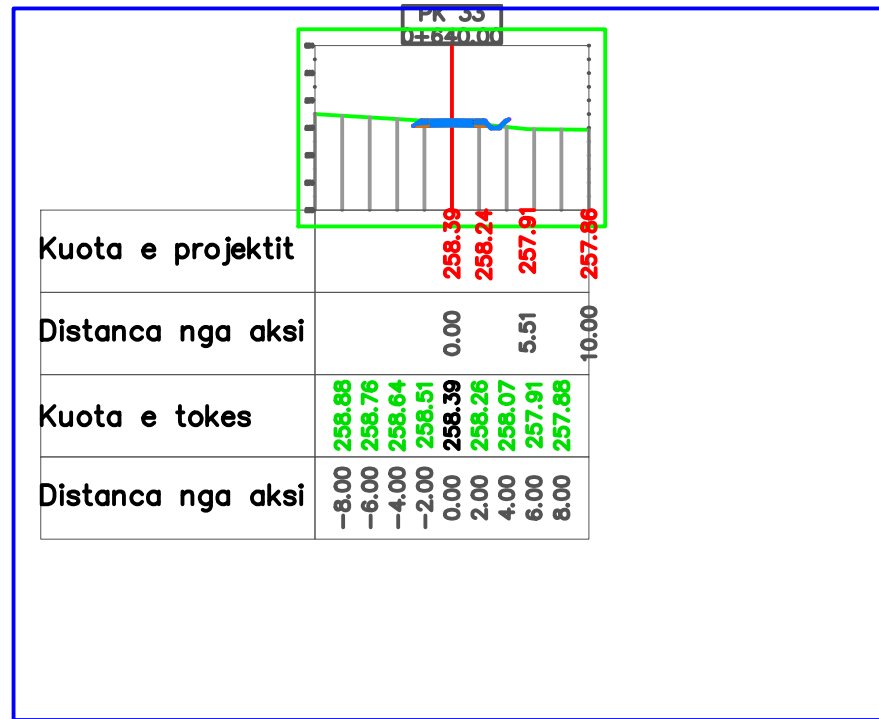 PK 33
0+640.00
Kuota e projektit 258.39 258.24 257.91 257.86
Distanca nga aksi 0.00 5.51 10.00
Kuota e tokes 258.88 258.76 258.64 258.51 258.39 258.26 258.07 257.91 257.88
Distanca nga aksi -8.00 -6.00 -4.00 -2.00 0.00 2.00 4.00 6.00 8.00